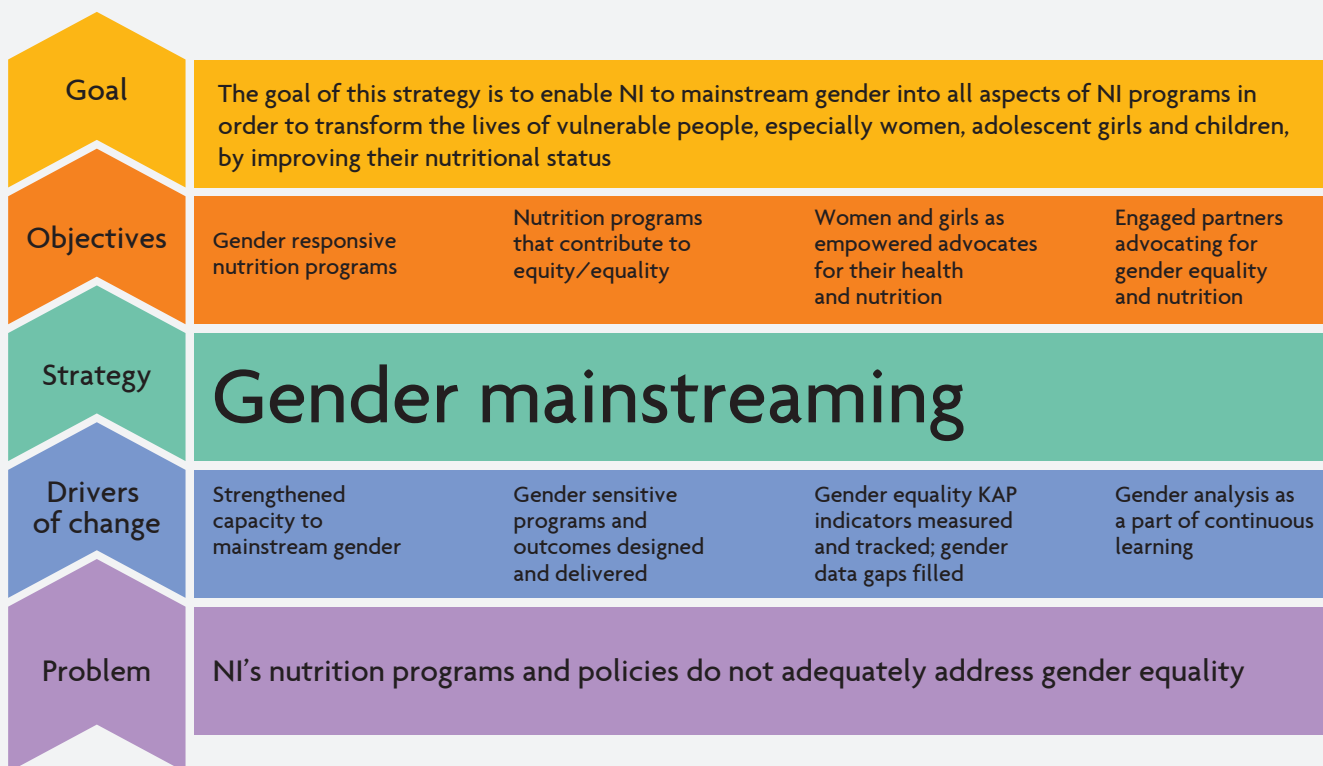 Goal
The goal of this strategy is to enable NI to mainstream gender into all aspects of NI programs in
order to transform the lives of vulnerable people, especially women, adolescent girls and children,
by improving their nutritional status
Objectives
Gender responsive
nutrition programs
Nutrition programs
that contribute to
equity/equality
Women and girls as
empowered advocates
for their health
and nutrition
Engaged partners
advocating for
gender equality
and nutrition
Strategy
Gender mainstreaming
Drivers
of change
Strengthened
capacity to
mainstream gender
Gender sensitive
programs and
outcomes designed
and delivered
Gender equality KAP
indicators measured
and tracked; gender
data gaps filled
Gender analysis as
a part of continuous
learning
Problem
NI’s nutrition programs and policies do not adequately address gender equality